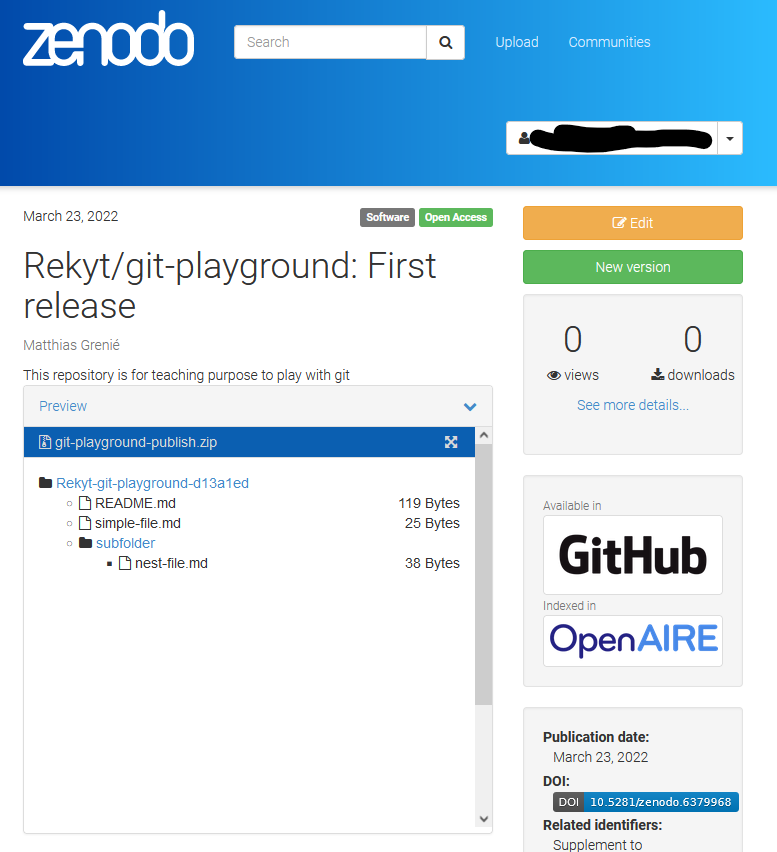 zenodo
Search
Upload
Communities
March 23, 2022
Software
Open Access
Rekyt/git-playground: First
release
Matthias Grenié
This repository is for teaching purpose to play with git
Preview
git-playground-publish.zip
Rekyt-git-playground-d13a1ed
README.md 119 Bytes
simple-file.md 25 Bytes
subfolder
nest-file.md 38 Bytes
Edit
New version
0 0
views downloads
See more details...
Available in
GitHub
Indexed in
OpenAIRE
Publication date:
March 23, 2022
DOI:
DOI 10.5281/zenodo.6379968
Related identifiers:
Supplement to